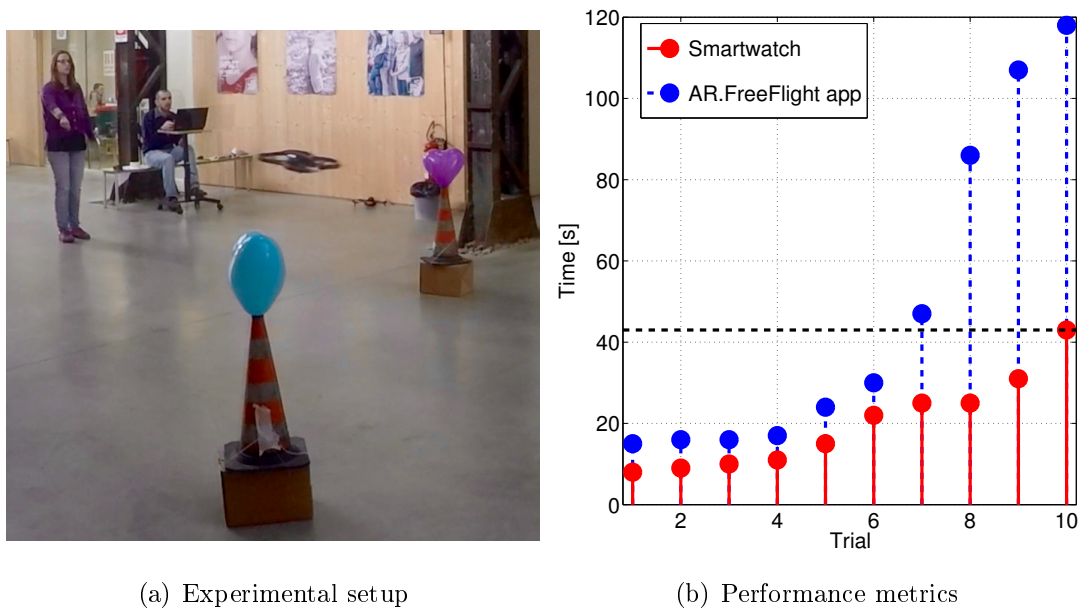 120
100
80
60
40
20
0
Time [s]
Smartwatch
AR.FreeFlight app
2 4 6 8 10
Trial
(a) Experimental setup
(b) Performance metrics